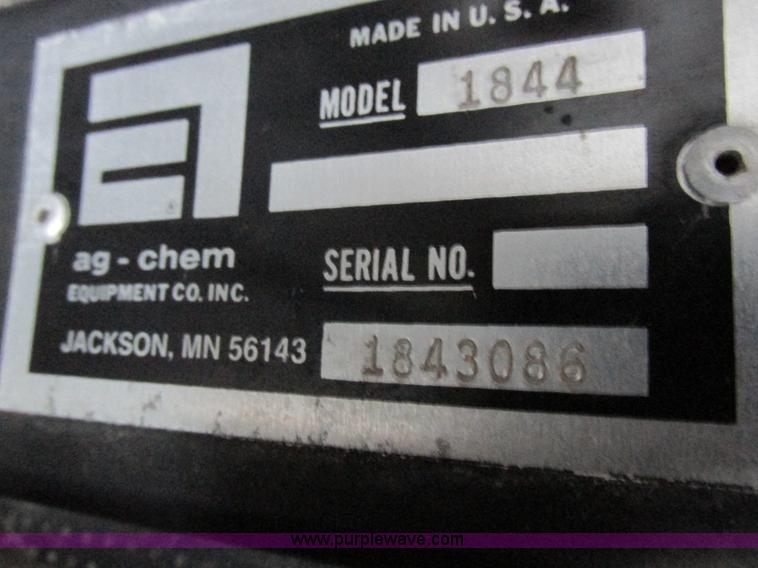 MADE IN U. S. A.
MODEL 1844
ag - chem
EQUIPMENT CO. INC.
SERIAL NO.
JACKSON, MN 56143
1843086
www.purplewave.com